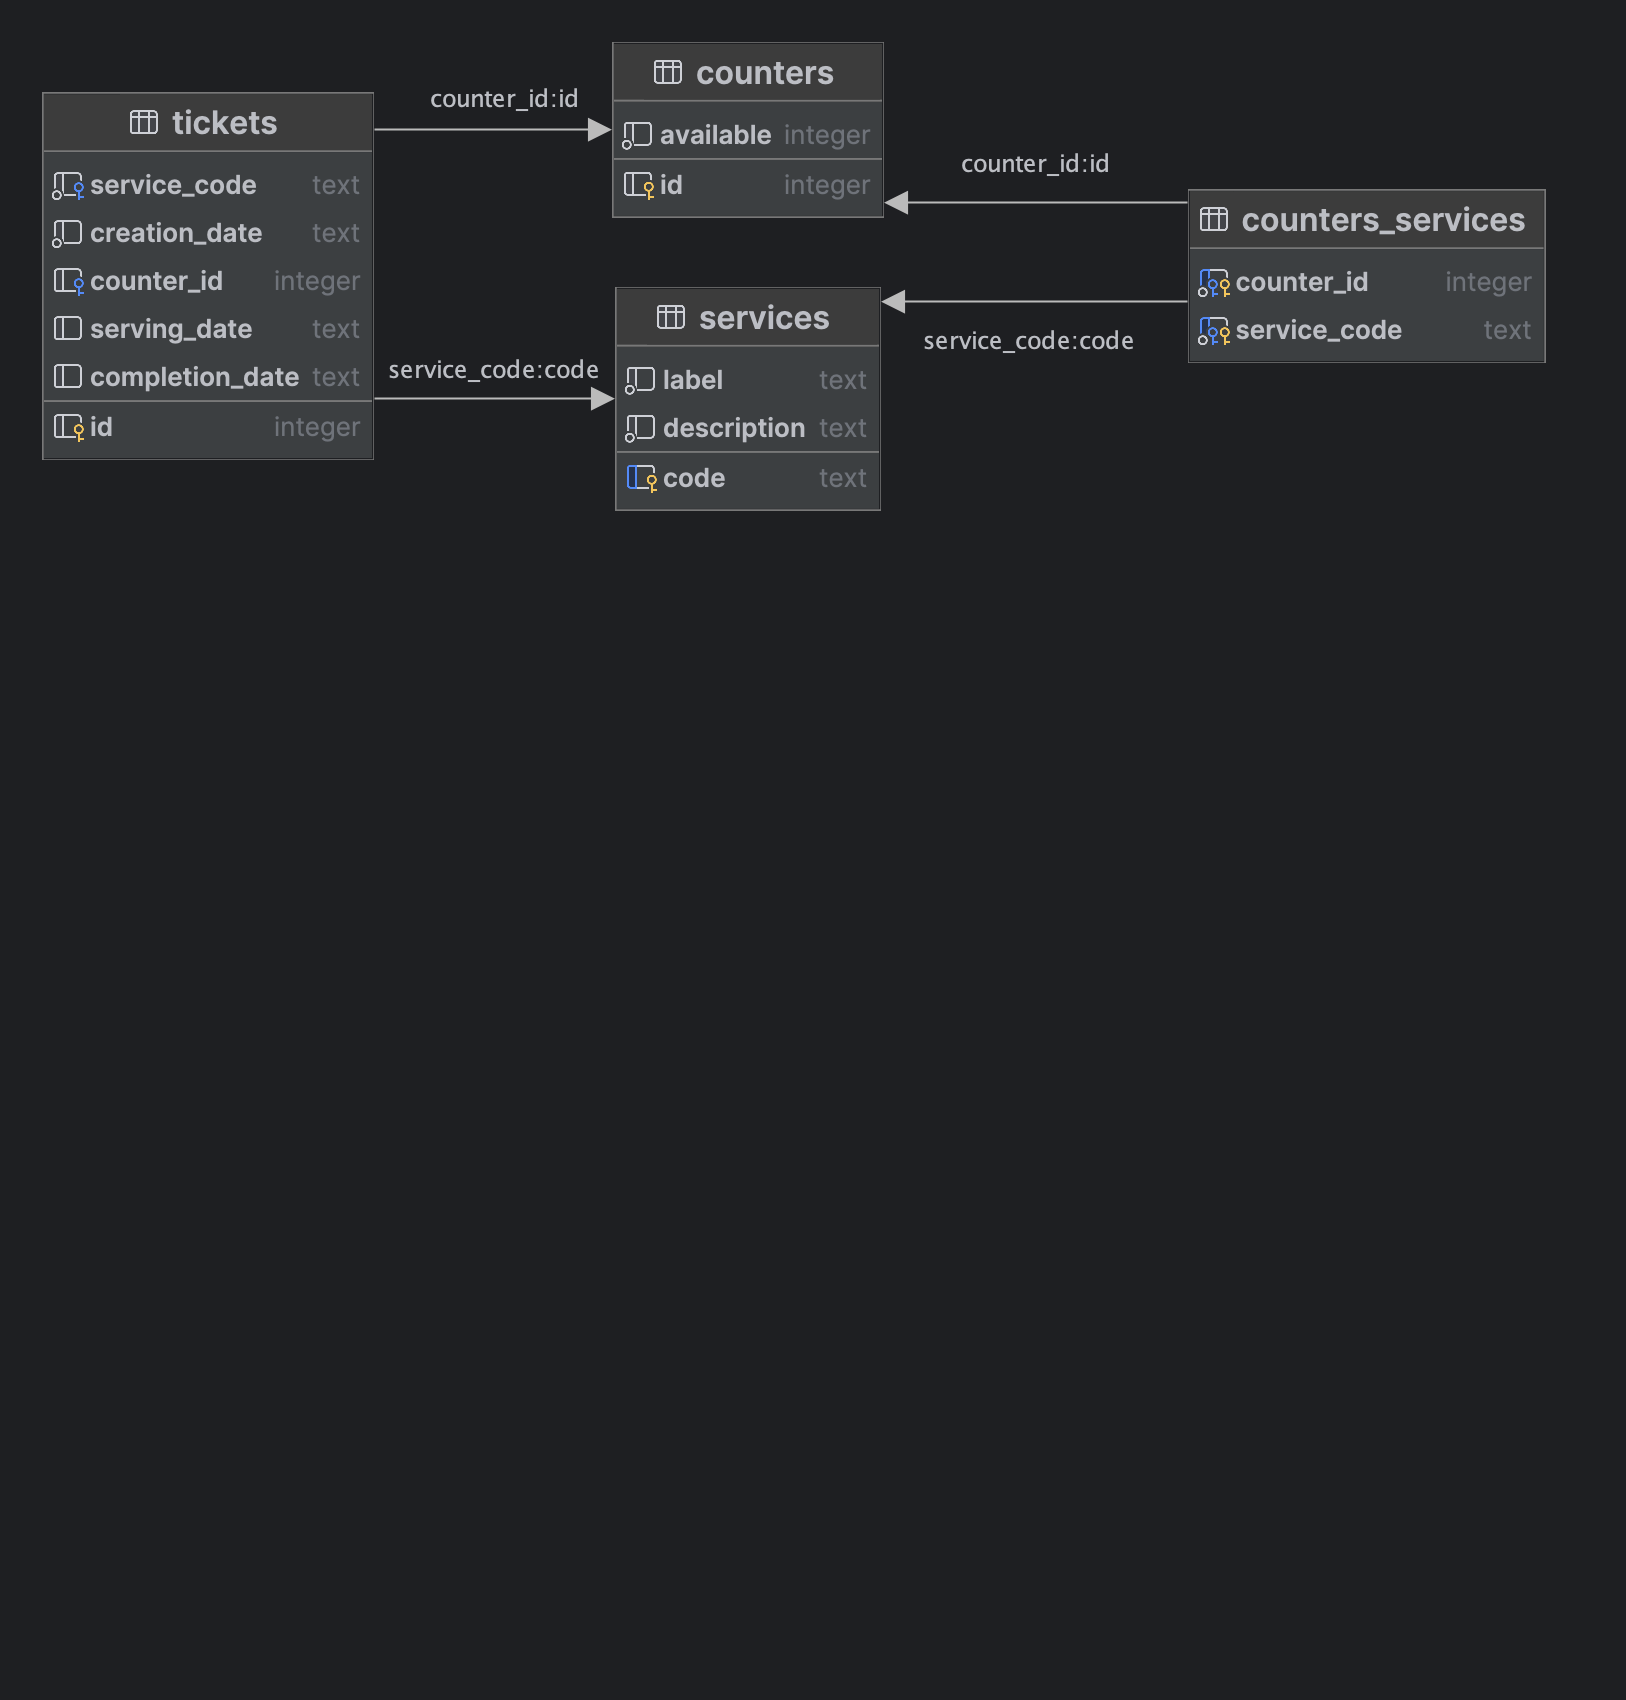 tickets
service_code text
creation_date text
counter_id integer
serving_date text
completion_date text
id integer
counter_id:id
service_code:code
counters
available integer
id integer
services
label text
description text
code text
counter_id:id
service_code:code
counters_services
counter_id integer
service_code text